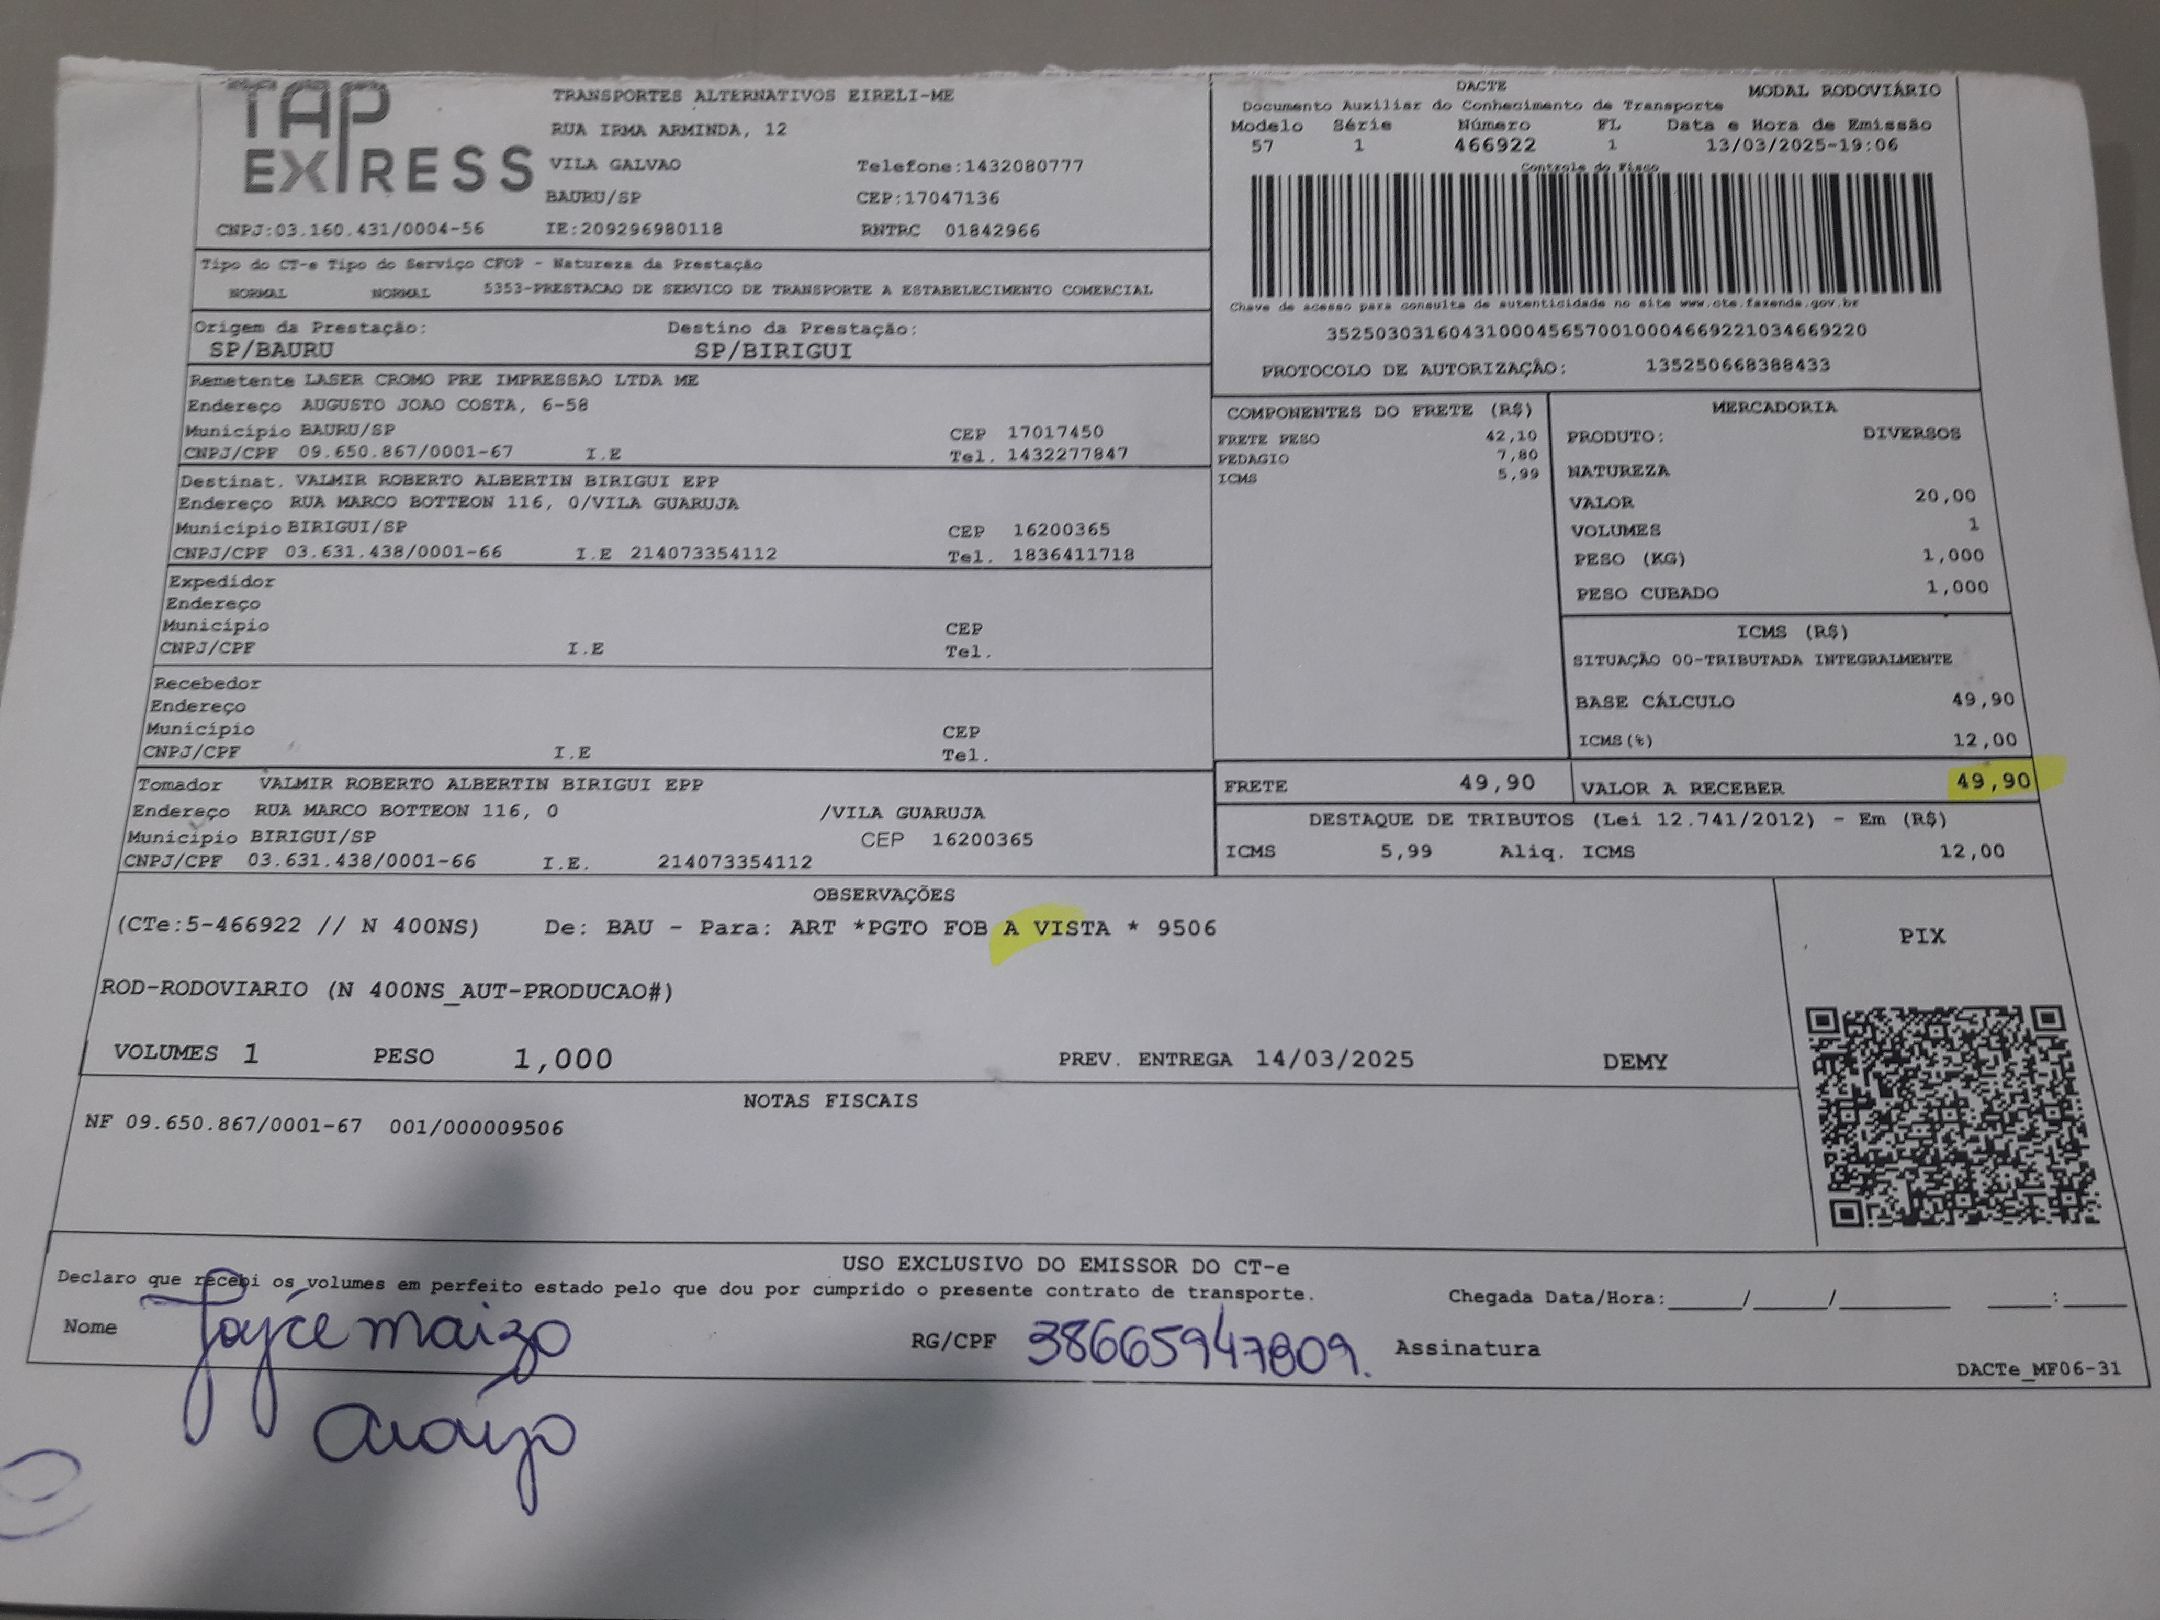 TAP EXPRESS
TRANSPORTES ALTERNATIVOS EIRELI-ME
RUA IRMA ARMINDA, 12
VILA GALVAO Telefone:1432080777
BAURU/SP CEP:17047136
CNPJ:03.160.431/0004-56 IE:209296980118 RNTRC 01842966
DACTE MODAL RODOVIÁRIO
Documento Auxiliar do Conhecimento de Transporte
Modelo Série Número FL Data e Hora de Emissão
57 1 466922 1 13/03/2025-19:06
Controle do Fisco
Chave de acesso para consulta de autenticidade no site www.cte.fazenda.gov.br
35250303160431000456570010004669221034669220
PROTOCOLO DE AUTORIZAÇÃO: 135250668388433
Tipo do CT-e Tipo do Serviço CFOP - Natureza da Prestação
NORMAL NORMAL 5353-PRESTACAO DE SERVICO DE TRANSPORTE A ESTABELECIMENTO COMERCIAL
Origem da Prestação: Destino da Prestação:
SP/BAURU SP/BIRIGUI
Remetente LASER CROMO PRE IMPRESSAO LTDA ME
Endereço AUGUSTO JOAO COSTA, 6-58
Município BAURU/SP CEP 17017450
CNPJ/CPF 09.650.867/0001-67 I.E Tel. 1432277847
Destinat. VALMIR ROBERTO ALBERTIN BIRIGUI EPP
Endereço RUA MARCO BOTTEON 116, 0/VILA GUARUJA
Município BIRIGUI/SP CEP 16200365
CNPJ/CPF 03.631.438/0001-66 I.E 214073354112 Tel. 1836411718
Expedidor
Endereço
Município CEP
CNPJ/CPF I.E Tel.
Recebedor
Endereço
Município CEP
CNPJ/CPF I.E Tel.
Tomador VALMIR ROBERTO ALBERTIN BIRIGUI EPP
Endereço RUA MARCO BOTTEON 116, 0 /VILA GUARUJA
Município BIRIGUI/SP CEP 16200365
CNPJ/CPF 03.631.438/0001-66 I.E. 214073354112
COMPONENTES DO FRETE (R$)
FRETE PESO 42,10
PEDAGIO 7,80
ICMS 5,99
MERCADORIA
PRODUTO: DIVERSOS
NATUREZA
VALOR 20,00
VOLUMES 1
PESO (KG) 1,000
PESO CUBADO 1,000
ICMS (R$)
SITUAÇÃO 00-TRIBUTADA INTEGRALMENTE
BASE CÁLCULO 49,90
ICMS(%) 12,00
FRETE 49,90 VALOR A RECEBER 49,90
DESTAQUE DE TRIBUTOS (Lei 12.741/2012) - Em (R$)
ICMS 5,99 Aliq. ICMS 12,00
OBSERVAÇÕES
(CTe:5-466922 // N 400NS) De: BAU - Para: ART *PGTO FOB A VISTA * 9506
ROD-RODOVIARIO (N 400NS_AUT-PRODUCAO#)
VOLUMES 1 PESO 1,000 PREV. ENTREGA 14/03/2025 DEMY
PIX
NOTAS FISCAIS
NF 09.650.867/0001-67 001/000009506
USO EXCLUSIVO DO EMISSOR DO CT-e
Declaro que recebi os volumes em perfeito estado pelo que dou por cumprido o presente contrato de transporte. Chegada Data/Hora:_____/_____/_______ ____:____
Nome Joyce maizo RG/CPF 38665947809. Assinatura
araujo
DACTe_MF06-31